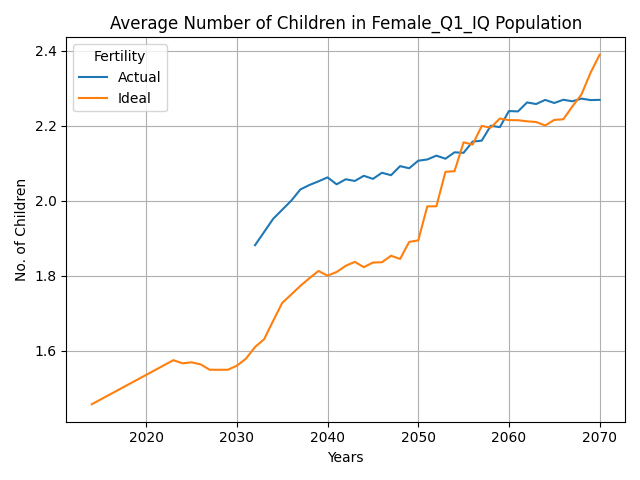 Average Number of Children in Female_Q1_IQ Population
Fertility
Actual
Ideal
2.4
2.2
2.0
1.8
1.6
No. of Children
2020 2030 2040 2050 2060 2070
Years